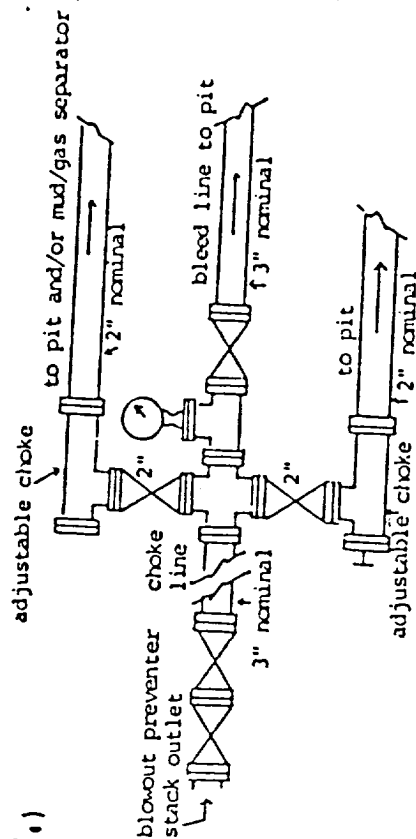 to pit and/or mud/gas separator
2" nominal
adjustable choke
2"
bleed line to pit
3" nominal
choke
line
3" nominal
blowout preventer
stack outlet
2"
to pit
2" nominal
adjustable choke